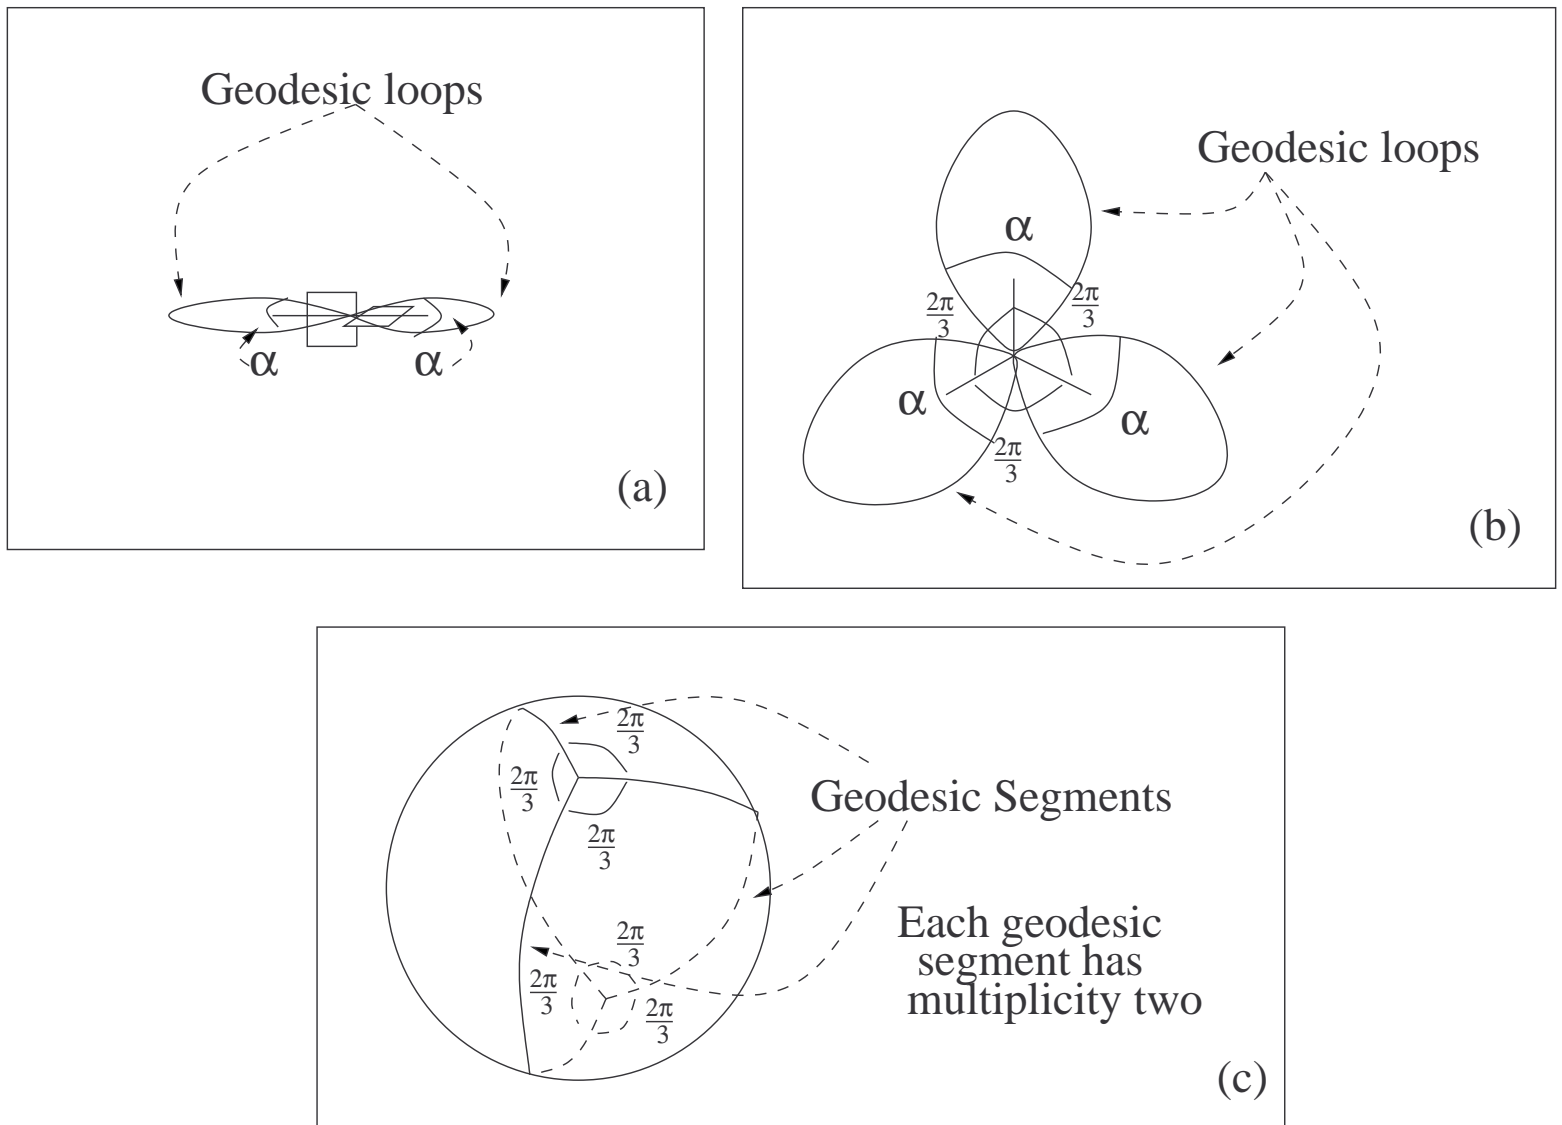 Geodesic loops
α
α
(a)
Geodesic loops
α
2π
3
2π
3
α
α
2π
3
(b)
2π
3
2π
3
2π
3
Geodesic Segments
Each geodesic
segment has
multiplicity two
2π
3
2π
3
2π
3
(c)